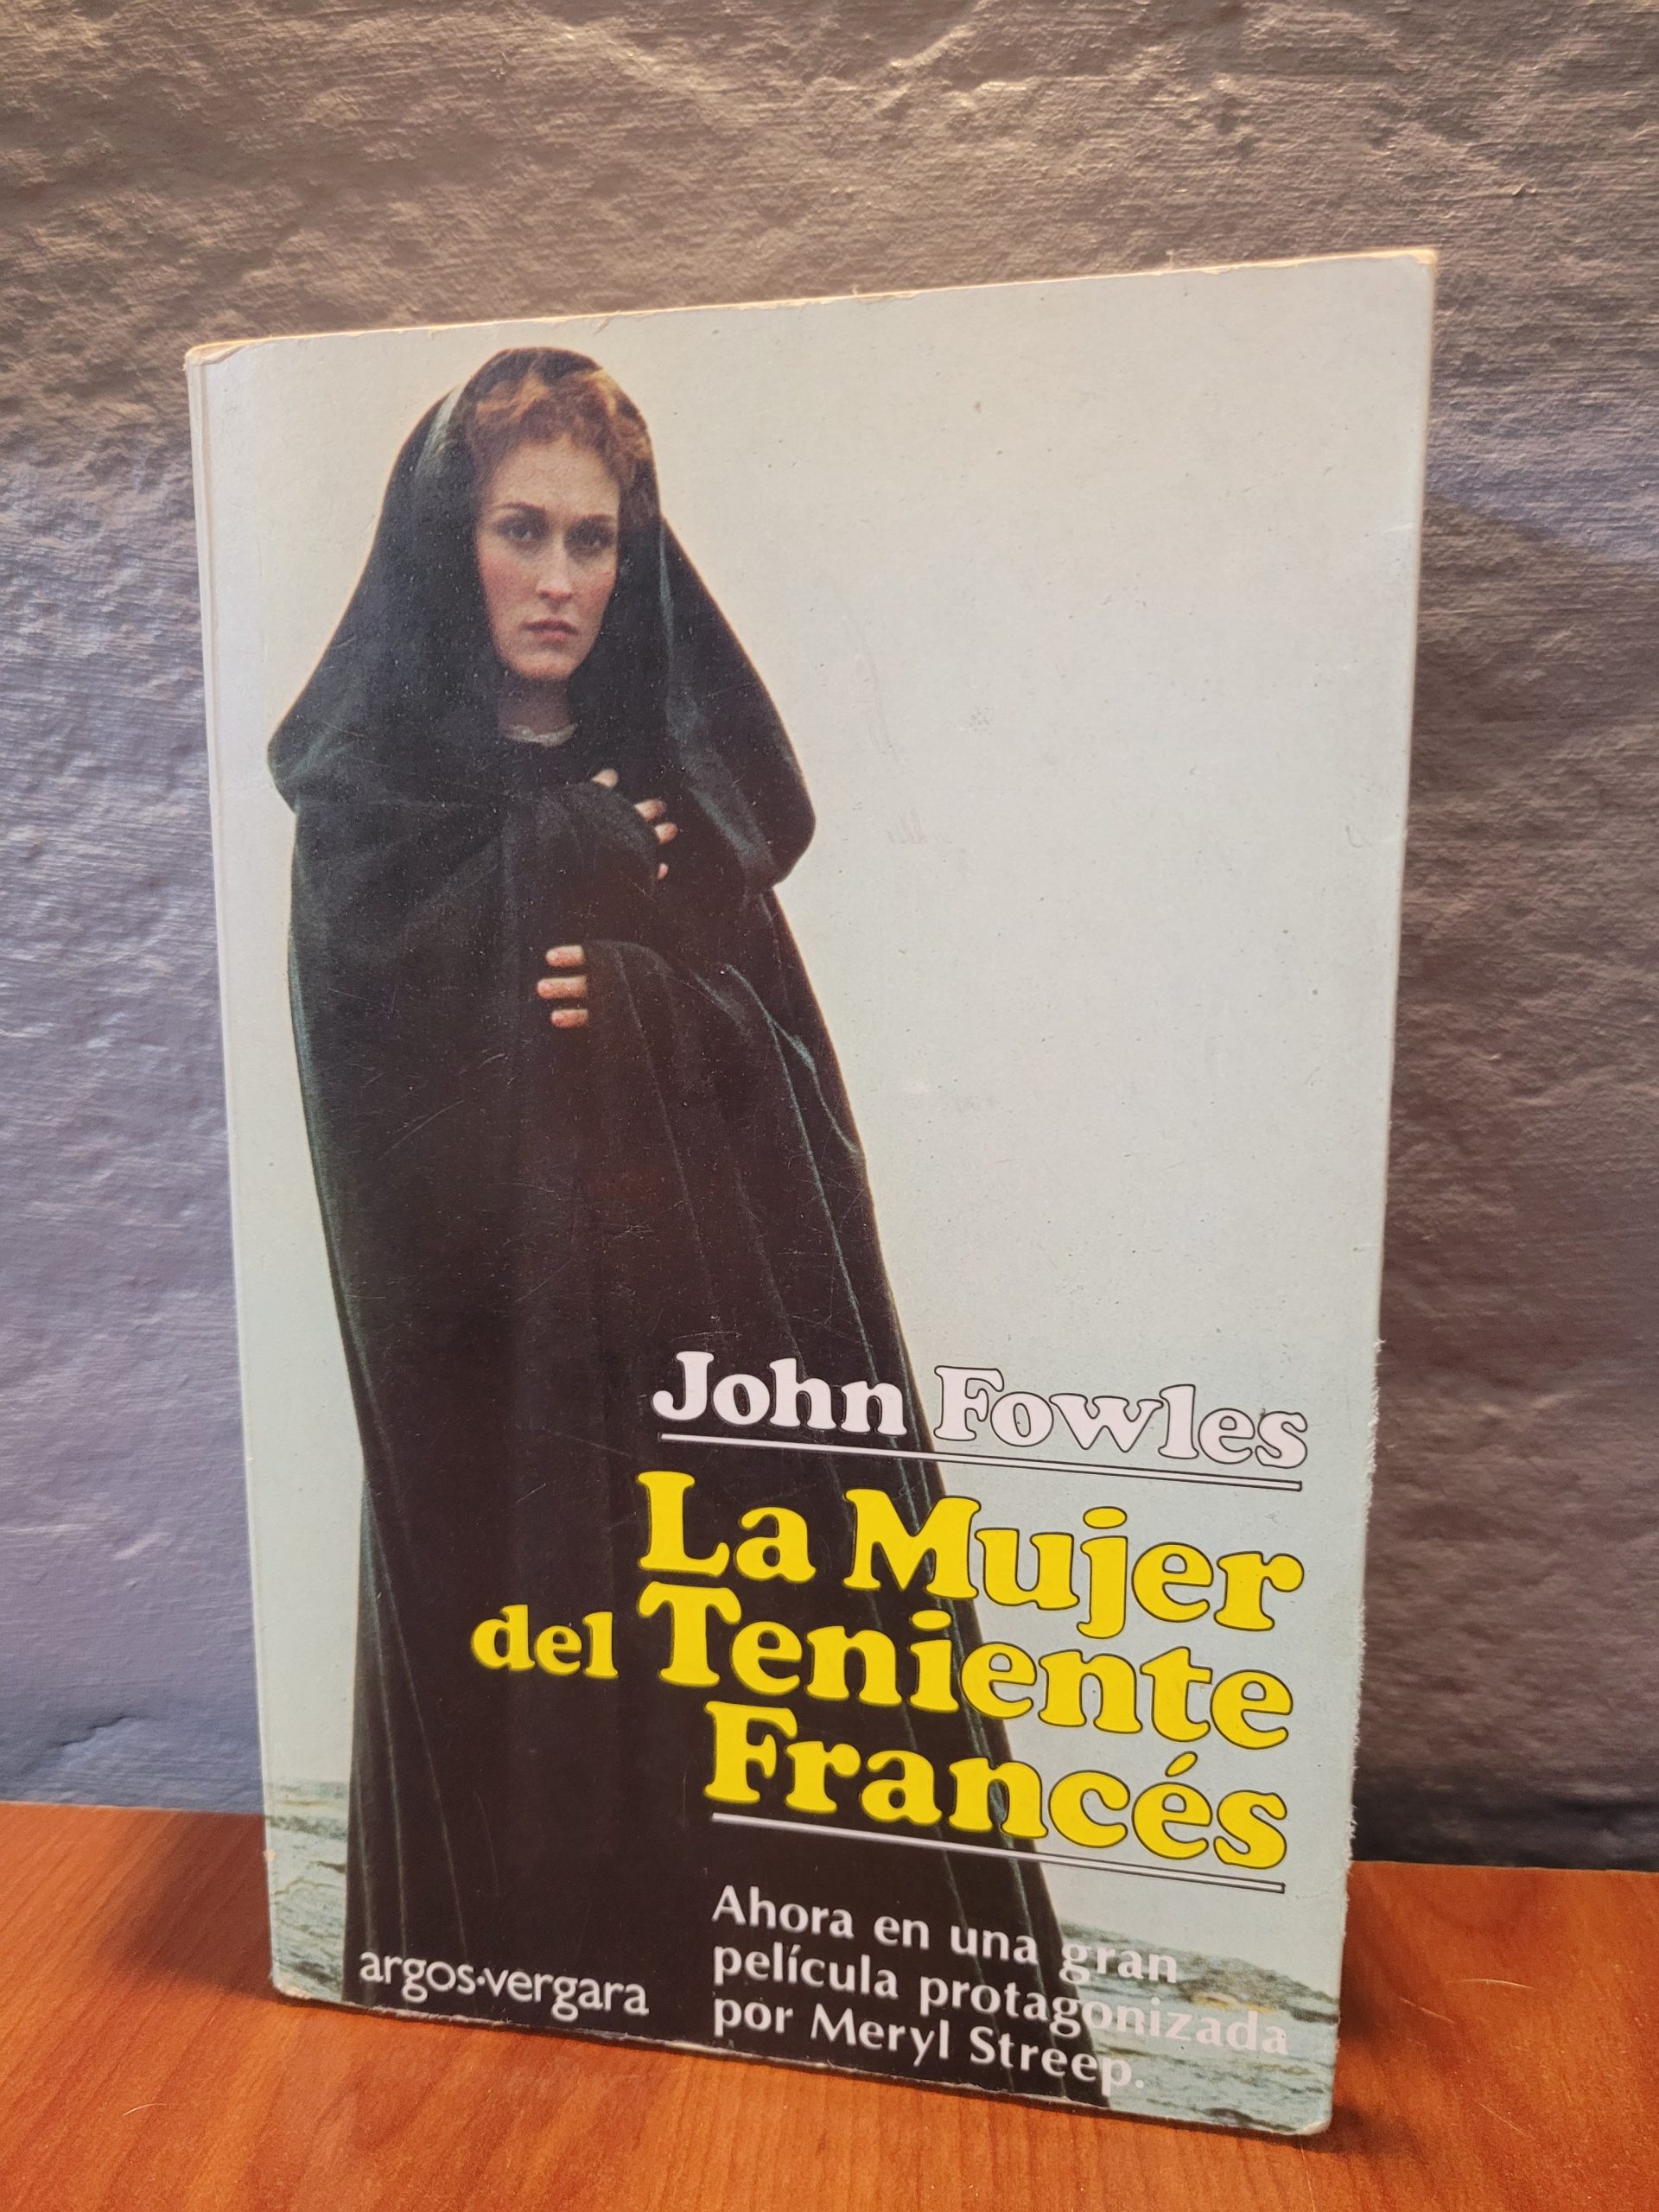 John Fowles
La Mujer
del Teniente
Francés
Ahora en una gran
película protagonizada
por Meryl Streep.
argos·vergara